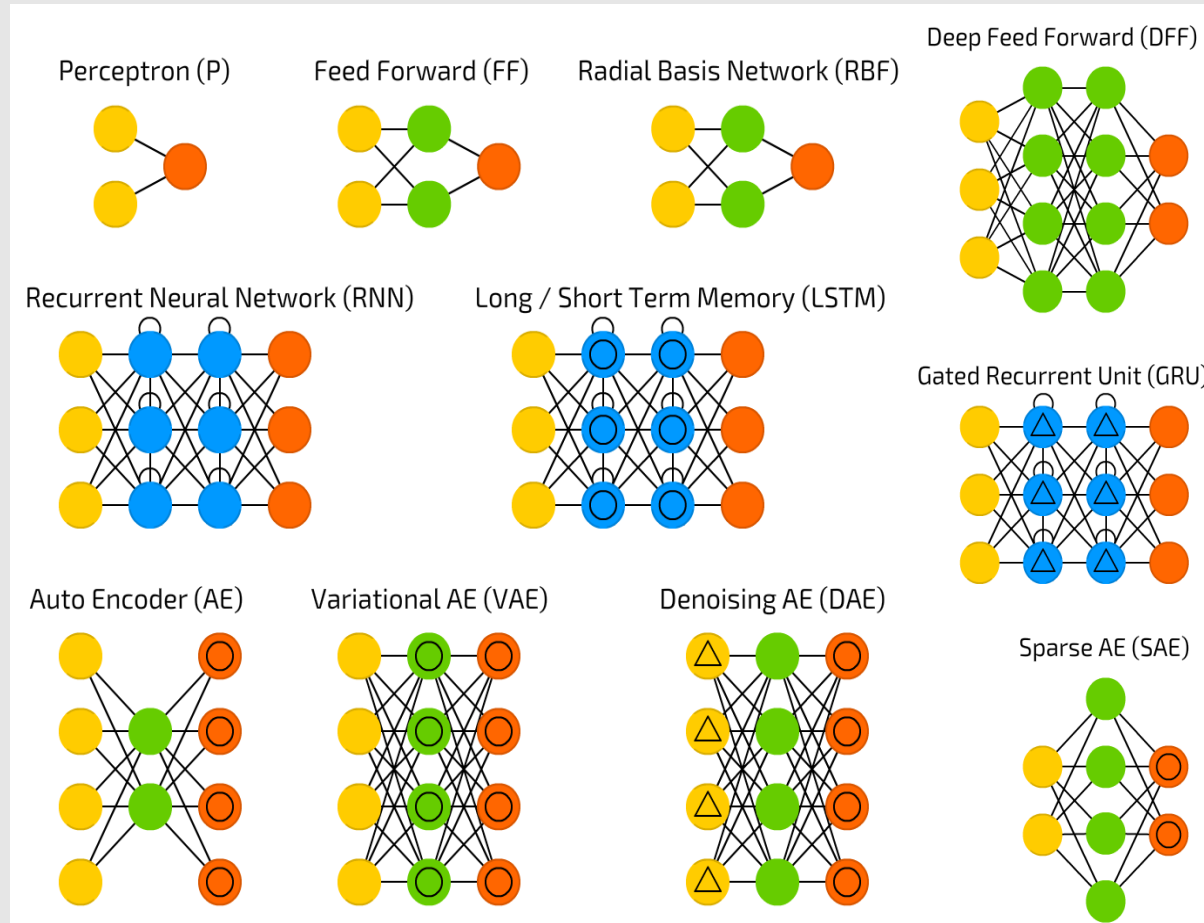 Perceptron (P)
Feed Forward (FF)
Radial Basis Network (RBF)
Deep Feed Forward (DFF)
Recurrent Neural Network (RNN)
Long / Short Term Memory (LSTM)
Gated Recurrent Unit (GRU)
Auto Encoder (AE)
Variational AE (VAE)
Denoising AE (DAE)
Sparse AE (SAE)